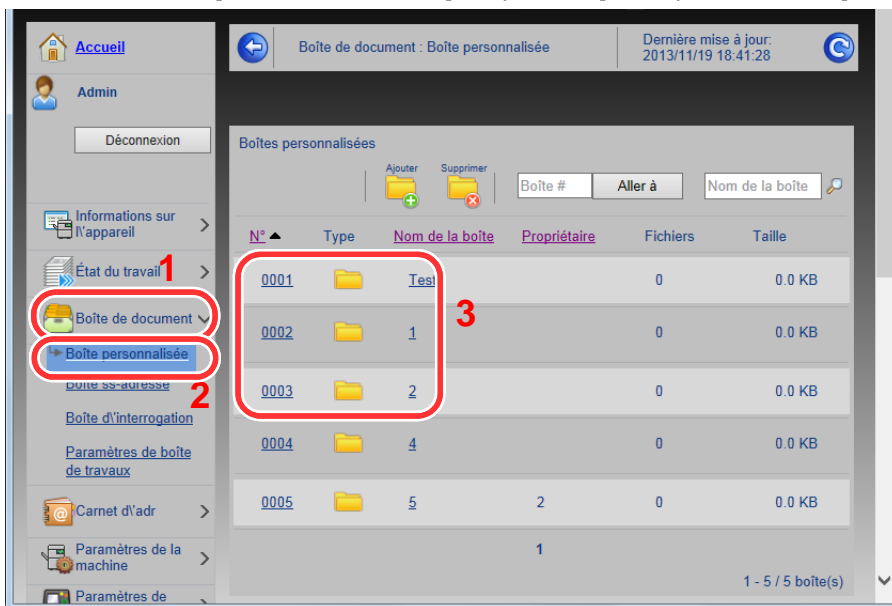 Accueil
Boîte de document : Boîte personnalisée
Dernière mise à jour:
2013/11/19 18:41:28
Admin
Déconnexion
Boîtes personnalisées
Ajouter
Supprimer
Boîte #
Aller à
Nom de la boîte
Informations sur
l\'appareil
N° Type Nom de la boîte Propriétaire Fichiers Taille
État du travail
1
0001 Test 0 0.0 KB
3
Boîte de document
0002 1 0 0.0 KB
Boîte personnalisée
2
Boîte ss-adresse
0003 2 0 0.0 KB
Boîte d\'interrogation
Paramètres de boîte
de travaux
0004 4 0 0.0 KB
Carnet d\'adr
0005 5 2 0 0.0 KB
Paramètres de la
machine
1
1 - 5 / 5 boîte(s)
Paramètres de